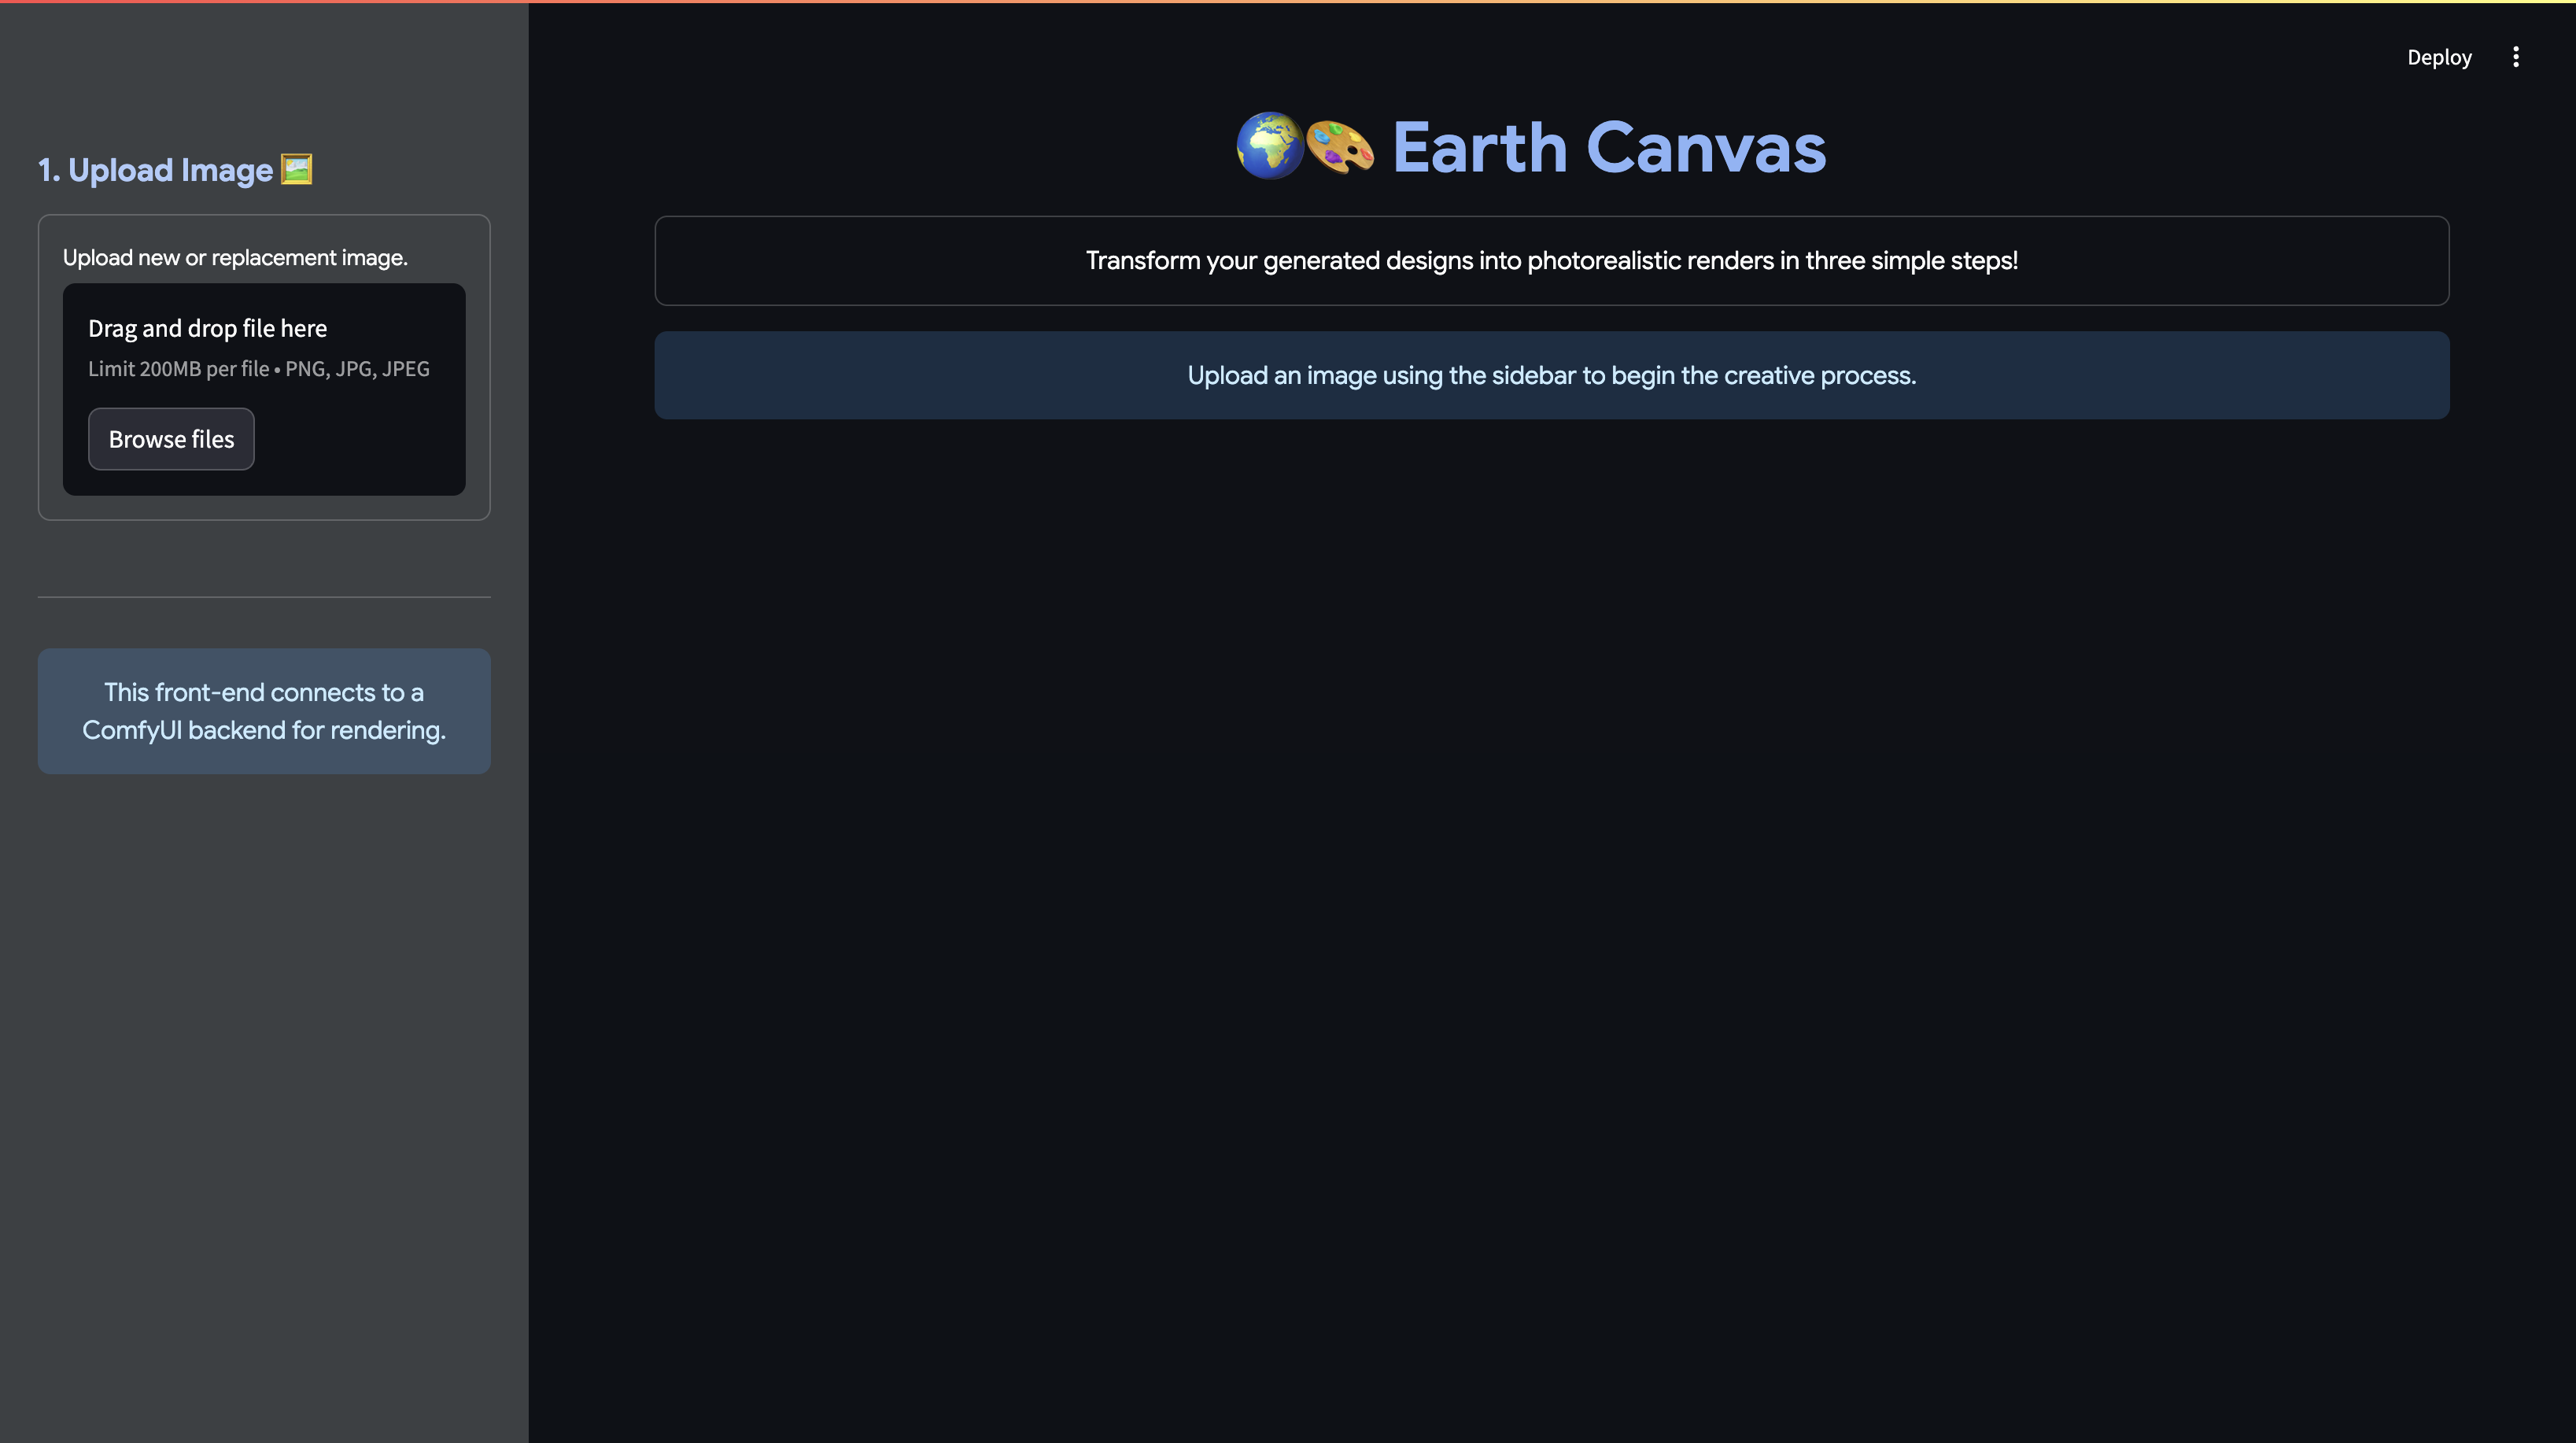 Deploy
1. Upload Image
Upload new or replacement image.
Drag and drop file here
Limit 200MB per file • PNG, JPG, JPEG
Browse files
This front-end connects to a
ComfyUI backend for rendering.
Earth Canvas
Transform your generated designs into photorealistic renders in three simple steps!
Upload an image using the sidebar to begin the creative process.